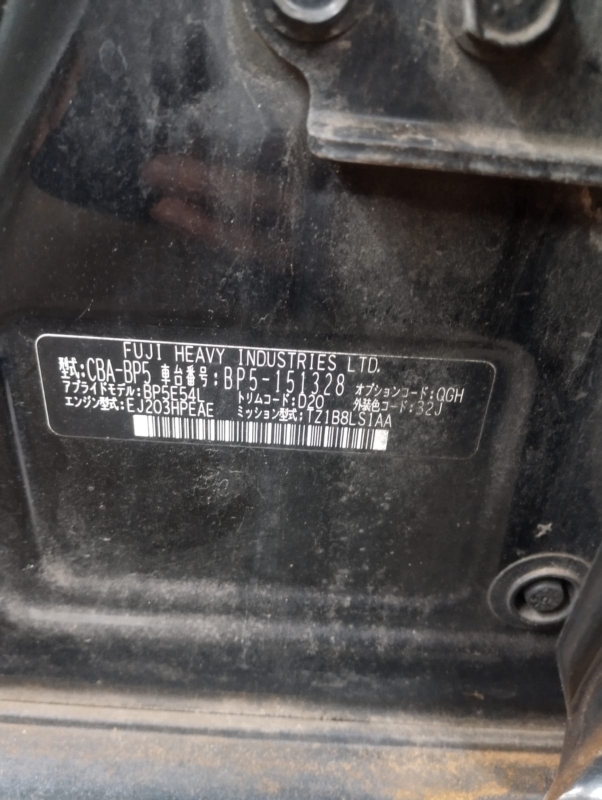 FUJI HEAVY INDUSTRIES LTD.
型式:CBA-BP5 車台番号:BP5-151328 オプションコード:QGH
アプライドモデル:BP5E54L トリムコード:D20 外装色コード:32J
エンジン型式:EJ203HPEAE ミッション型式:TZ1B8LS1AA